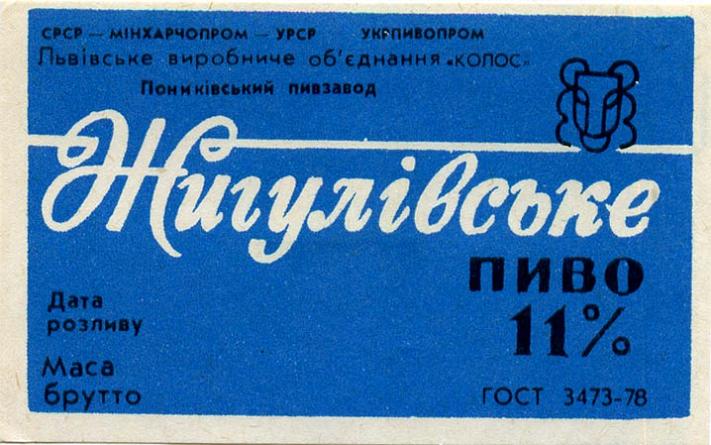 СРСР — МІНХАРЧОПРОМ — УРСР УКРПИВОПРОМ
Львівське виробниче об'єднання «КОЛОС»
Пониківський пивзавод
Жигулівське
ПИВО
11%
Дата
розливу
Маса
брутто
ГОСТ 3473-78